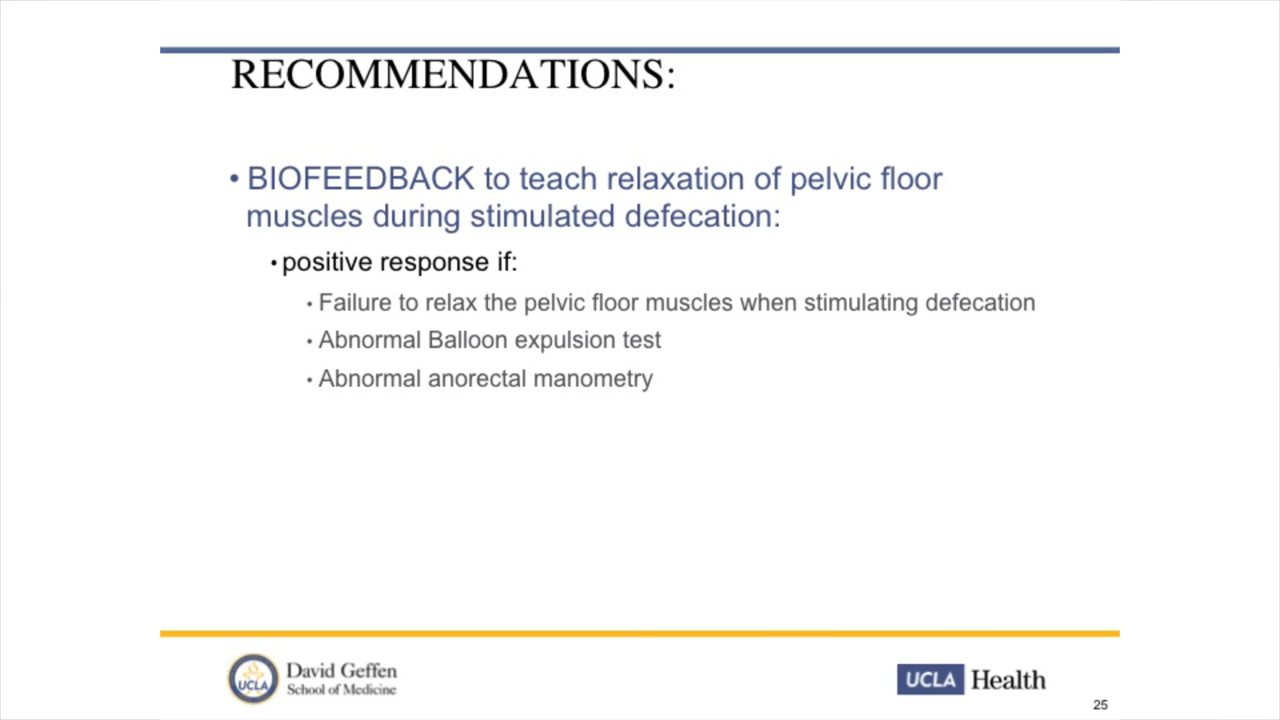 RECOMMENDATIONS:
• BIOFEEDBACK to teach relaxation of pelvic floor
muscles during stimulated defecation:
• positive response if:
• Failure to relax the pelvic floor muscles when stimulating defecation
• Abnormal Balloon expulsion test
• Abnormal anorectal manometry
UCLA
David Geffen
School of Medicine
UCLA Health
25